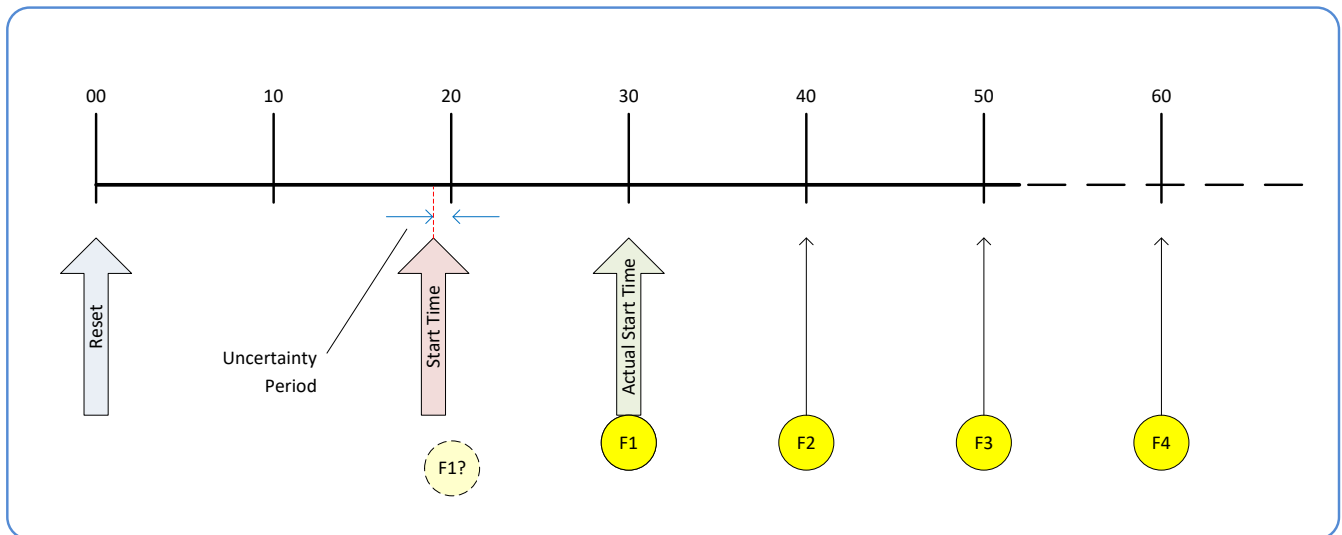 00
10
20
30
40
50
60
Reset
Start Time
Actual Start Time
Uncertainty
Period
F1?
F1
F2
F3
F4